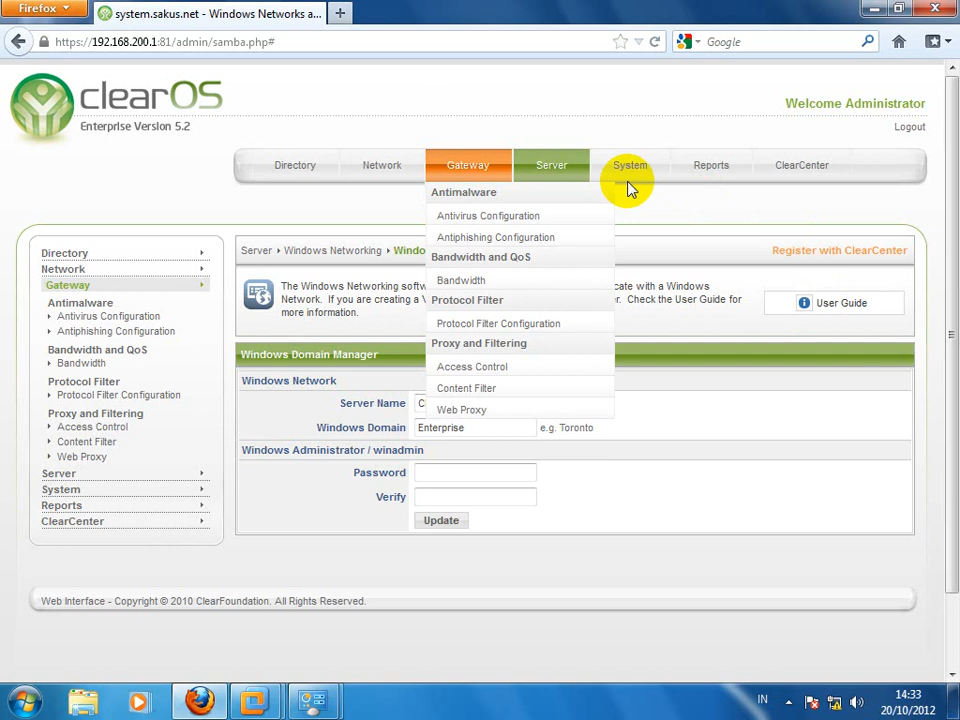 Firefox
system.sakus.net - Windows Networks a...
https://192.168.200.1:81/admin/samba.php#
Google
clearOS
Enterprise Version 5.2
Welcome Administrator
Logout
Directory
Network
Gateway
Server
System
Reports
ClearCenter
Antimalware
Antivirus Configuration
Antiphishing Configuration
Bandwidth and QoS
Bandwidth
Protocol Filter
Protocol Filter Configuration
Proxy and Filtering
Access Control
Content Filter
Web Proxy
Directory
Network
Gateway
Antimalware
Antivirus Configuration
Antiphishing Configuration
Bandwidth and QoS
Bandwidth
Protocol Filter
Protocol Filter Configuration
Proxy and Filtering
Access Control
Content Filter
Web Proxy
Server
System
Reports
ClearCenter
Server Windows Networking
Register with ClearCenter
The Windows Networking
cate with a Windows
Network. If you are creating a
er. Check the User Guide for
more information.
User Guide
Windows Domain Manager
Windows Network
Server Name
Windows Domain Enterprise e.g. Toronto
Windows Administrator / winadmin
Password
Verify
Update
Web Interface - Copyright © 2010 ClearFoundation. All Rights Reserved.
IN
14:33
20/10/2012